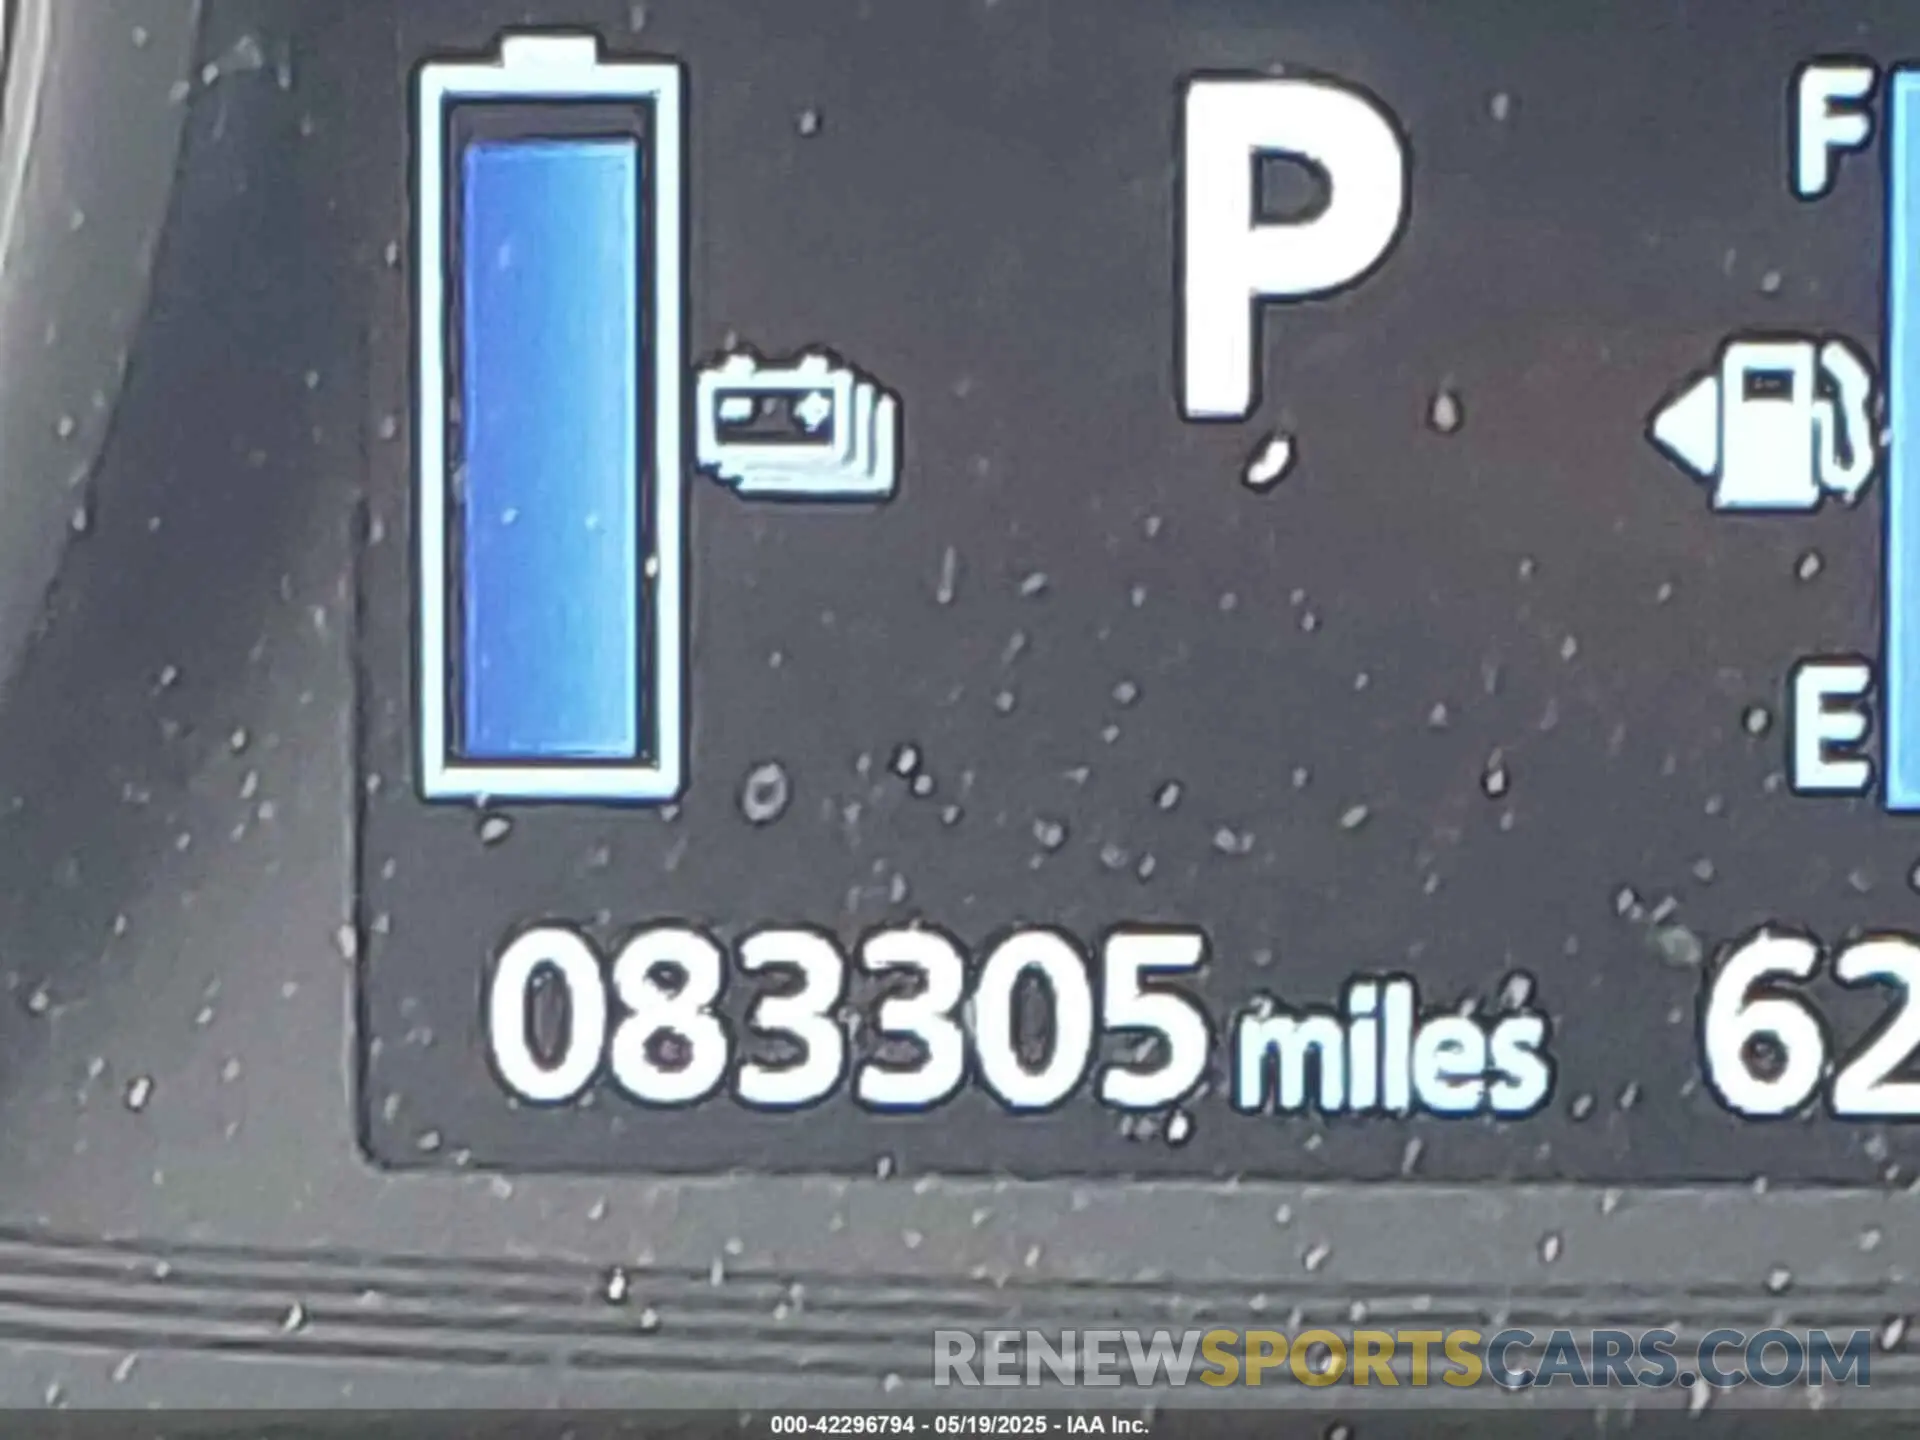 P
F
E
083305 miles 62
RENEWSPORTSCARS.COM
000-42296794 - 05/19/2025 - IAA Inc.